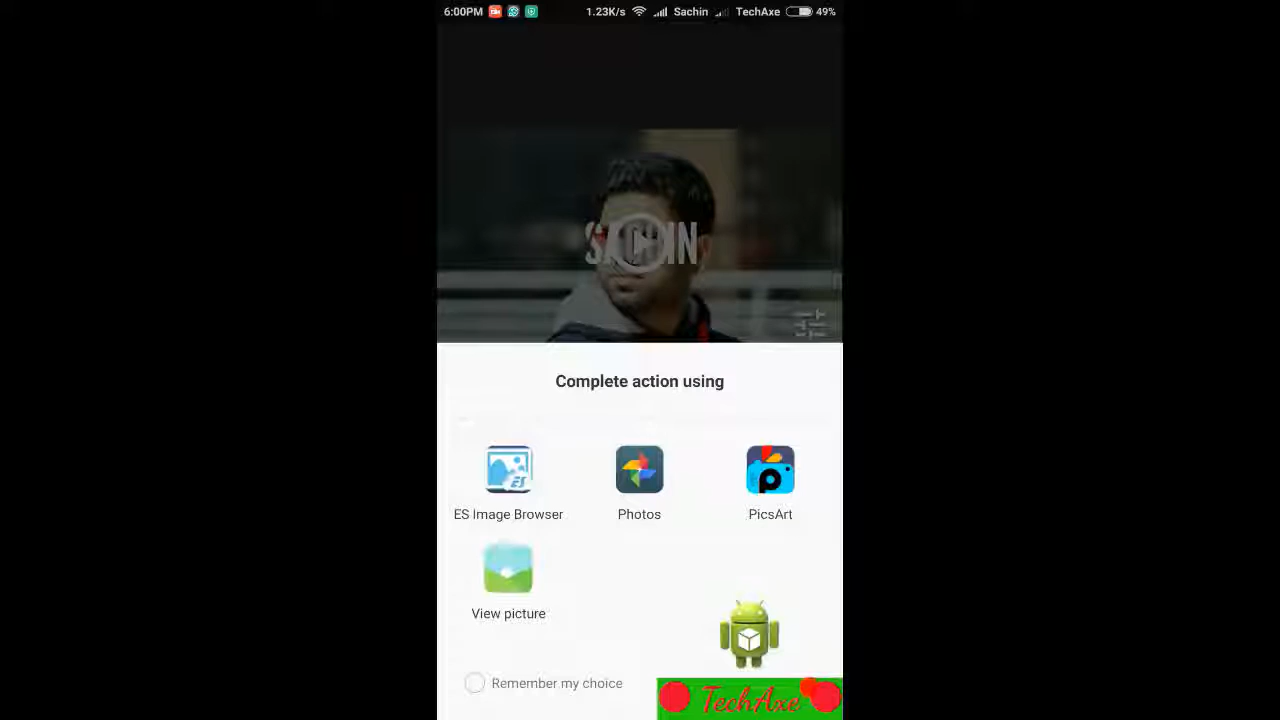 6:00PM 1.23K/s Sachin TechAxe 49%
SACHIN
Complete action using
ES
ES Image Browser Photos PicsArt
View picture
Remember my choice
TechAxe